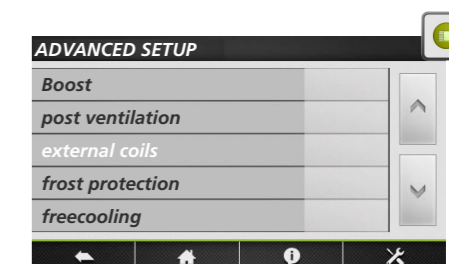 ADVANCED SETUP
Boost
post ventilation
external coils
frost protection
freecooling